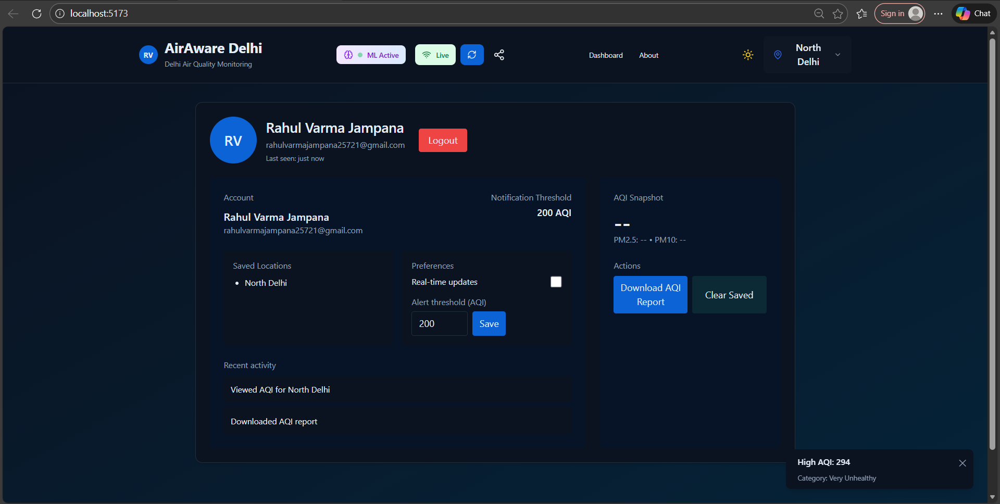 localhost:5173
Sign in
Chat
RV
AirAware Delhi
Delhi Air Quality Monitoring
ML Active
Live
Dashboard
About
North
Delhi
RV
Rahul Varma Jampana
rahulvarmajampana25721@gmail.com
Last seen: just now
Logout
Account
Rahul Varma Jampana
rahulvarmajampana25721@gmail.com
Notification Threshold
200 AQI
Saved Locations
• North Delhi
Preferences
Real-time updates
Alert threshold (AQI)
200
Save
Recent activity
Viewed AQI for North Delhi
Downloaded AQI report
AQI Snapshot
--
PM2.5: -- • PM10: --
Actions
Download AQI
Report
Clear Saved
High AQI: 294
Category: Very Unhealthy